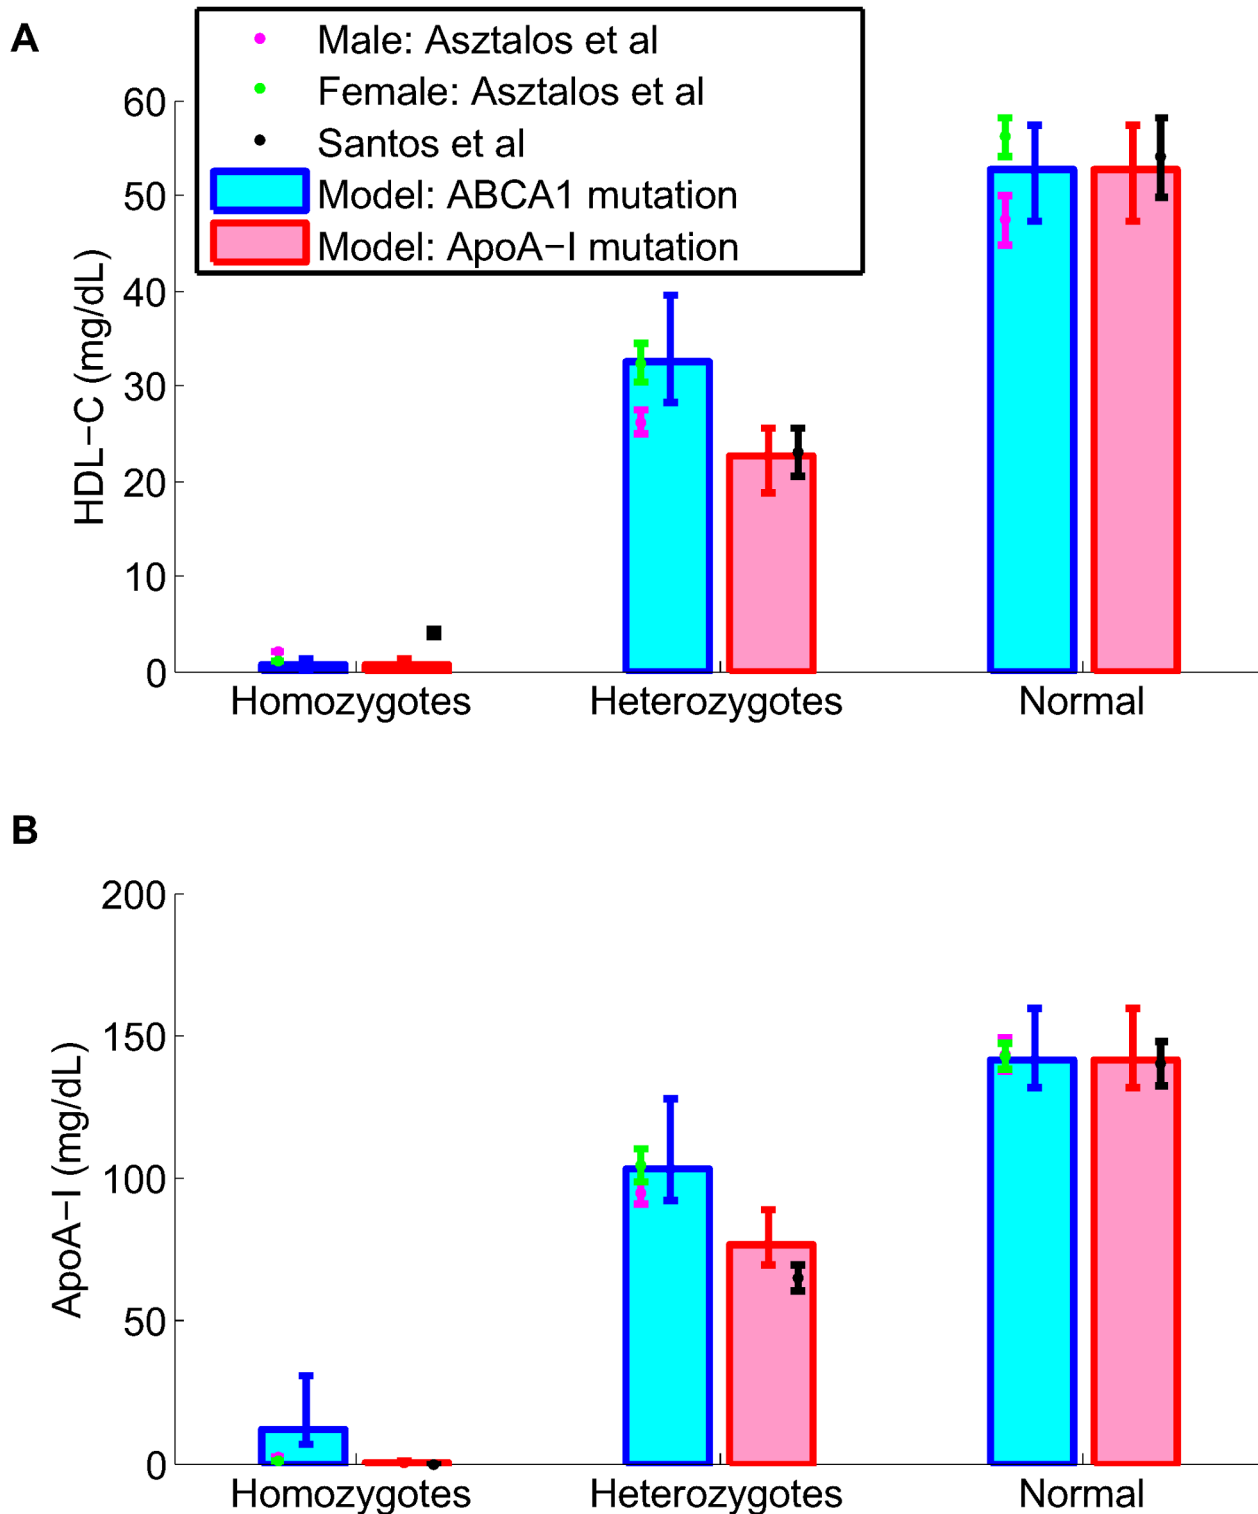 A
Male: Asztalos et al
Female: Asztalos et al
Santos et al
Model: ABCA1 mutation
Model: ApoA−I mutation
HDL−C (mg/dL)
60
50
40
30
20
10
0
Homozygotes Heterozygotes Normal
B
ApoA−I (mg/dL)
200
150
100
50
0
Homozygotes Heterozygotes Normal